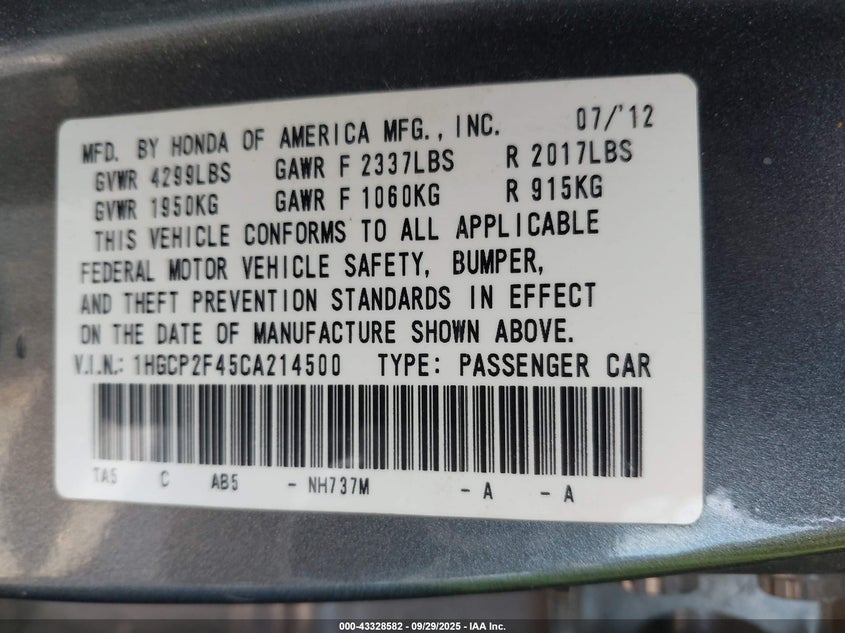 MFD. BY HONDA OF AMERICA MFG., INC. 07/'12
GVWR 4299LBS GAWR F 2337LBS R 2017LBS
GVWR 1950KG GAWR F 1060KG R 915KG
THIS VEHICLE CONFORMS TO ALL APPLICABLE
FEDERAL MOTOR VEHICLE SAFETY, BUMPER,
AND THEFT PREVENTION STANDARDS IN EFFECT
ON THE DATE OF MANUFACTURE SHOWN ABOVE.
V.I.N.: 1HGCP2F45CA214500 TYPE: PASSENGER CAR
TA5 C AB5 - NH737M - A - A
000-43328582 - 09/29/2025 - IAA Inc.